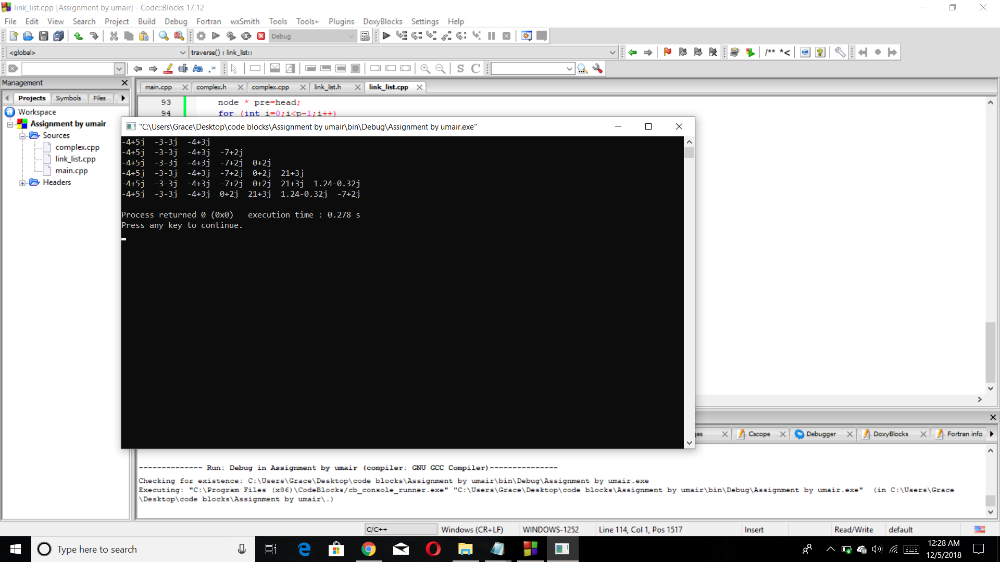 link_list.cpp [Assignment by umair] - Code::Blocks 17.12
File Edit View Search Project Build Debug Fortran wxSmith Tools Tools+ Plugins DoxyBlocks Settings Help
Debug
<global> traverse() : link_list:: /** *<
Aa .* S C
Management
main.cpp complex.h complex.cpp link_list.h link_list.cpp
Projects Symbols Files
Workspace
Assignment by umair
Sources
complex.cpp
link_list.cpp
main.cpp
Headers
93 node * pre=head;
94 for (int i=0;i<p-1;i++)
"C:\Users\Grace\Desktop\code blocks\Assignment by umair\bin\Debug\Assignment by umair.exe"
-4+5j  -3-3j  -4+3j
-4+5j  -3-3j  -4+3j  -7+2j
-4+5j  -3-3j  -4+3j  -7+2j  0+2j
-4+5j  -3-3j  -4+3j  -7+2j  0+2j  21+3j
-4+5j  -3-3j  -4+3j  -7+2j  0+2j  21+3j  1.24-0.32j
-4+5j  -3-3j  -4+3j  0+2j  21+3j  1.24-0.32j  -7+2j
Process returned 0 (0x0)   execution time : 0.278 s
Press any key to continue.
Cscope Debugger DoxyBlocks Fortran info
-------------- Run: Debug in Assignment by umair (compiler: GNU GCC Compiler)---------------
Checking for existence: C:\Users\Grace\Desktop\code blocks\Assignment by umair\bin\Debug\Assignment by umair.exe
Executing: "C:\Program Files (x86)\CodeBlocks/cb_console_runner.exe" "C:\Users\Grace\Desktop\code blocks\Assignment by umair\bin\Debug\Assignment by umair.exe"  (in C:\Users\Grace
\Desktop\code blocks\Assignment by umair\.)
C/C++ Windows (CR+LF) WINDOWS-1252 Line 114, Col 1, Pos 1517 Insert Read/Write default
Type here to search
12:28 AM
12/5/2018